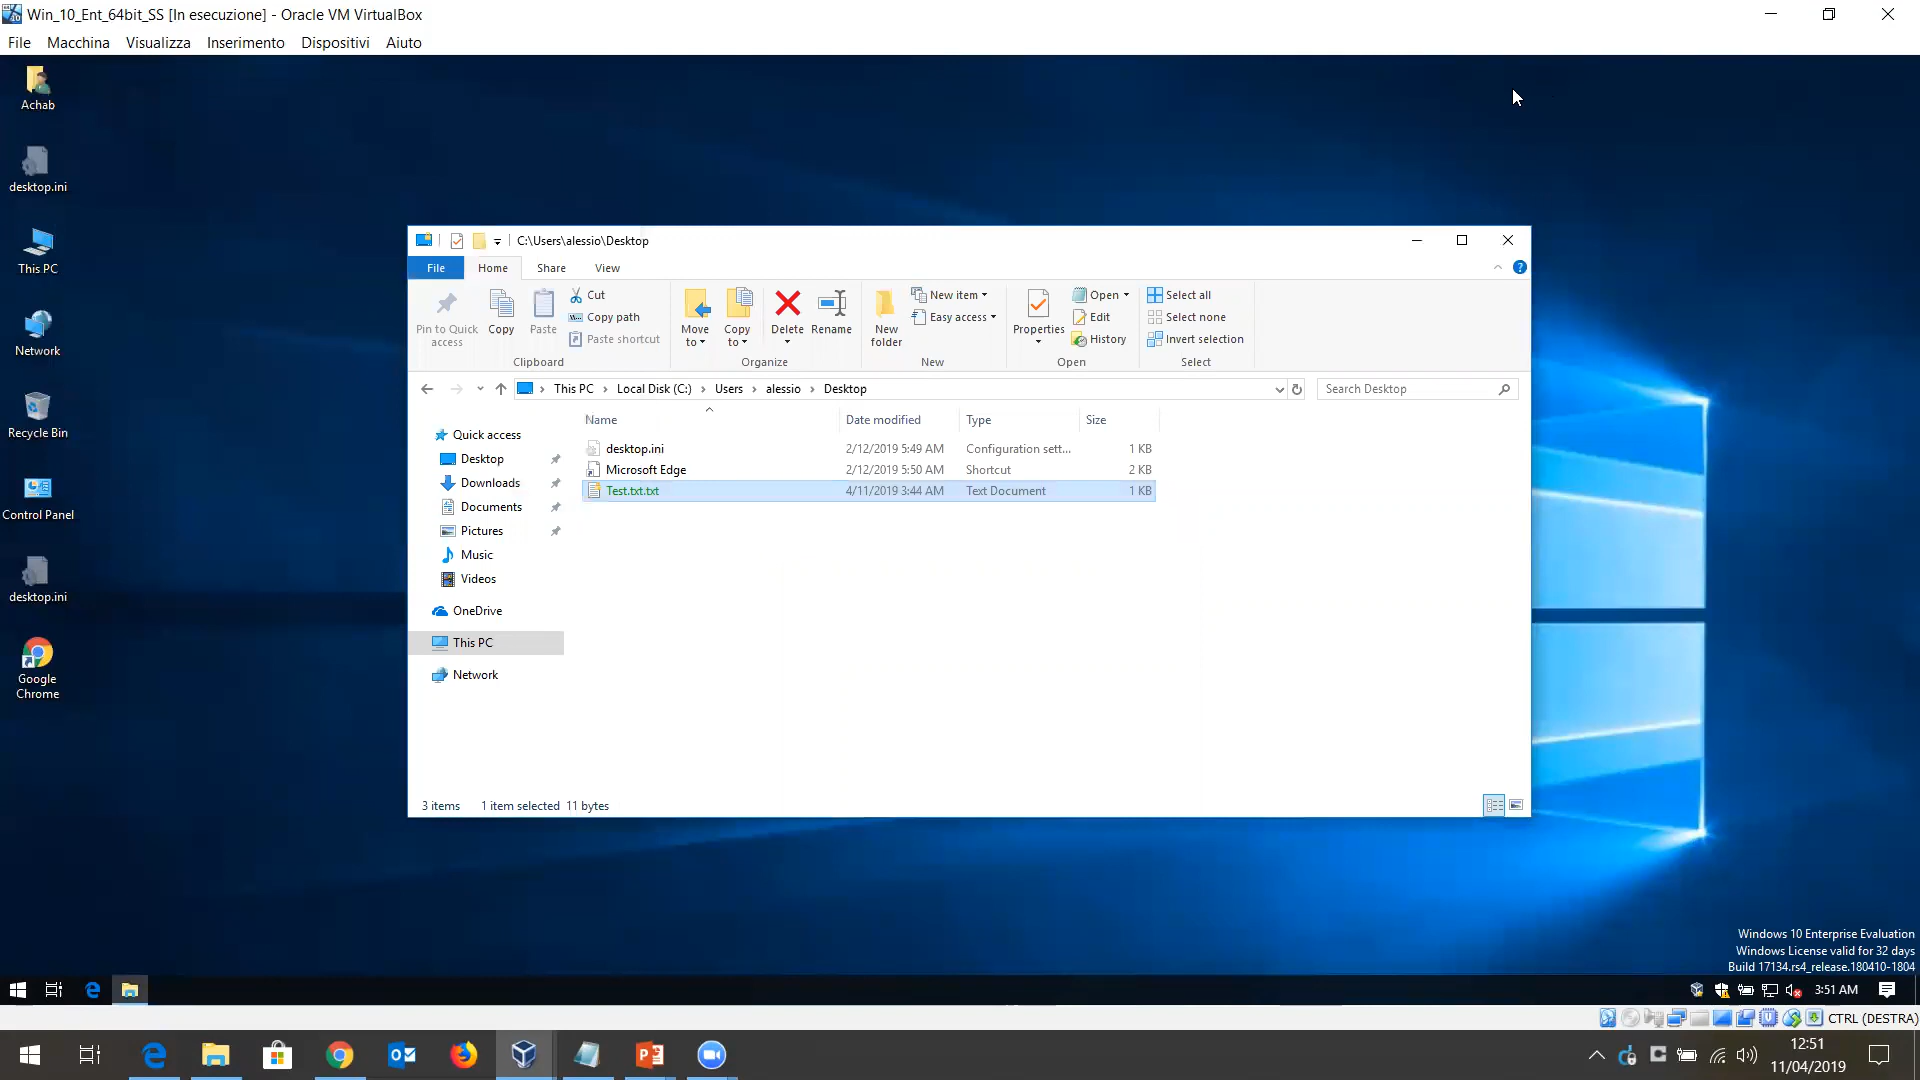 Win_10_Ent_64bit_SS [In esecuzione] - Oracle VM VirtualBox
File Macchina Visualizza Inserimento Dispositivi Aiuto
Achab
desktop.ini
This PC
Network
Recycle Bin
Control Panel
desktop.ini
Google
Chrome
C:\Users\alessio\Desktop
File Home Share View
Pin to Quick
access
Copy
Paste
Cut
Copy path
Paste shortcut
Clipboard
Move
to
Copy
to
Delete
Rename
Organize
New
folder
New item
Easy access
New
Properties
Open
Edit
History
Open
Select all
Select none
Invert selection
Select
This PC > Local Disk (C:) > Users > alessio > Desktop
Search Desktop
Quick access
Desktop
Downloads
Documents
Pictures
Music
Videos
OneDrive
This PC
Network
Name Date modified Type Size
desktop.ini 2/12/2019 5:49 AM Configuration sett... 1 KB
Microsoft Edge 2/12/2019 5:50 AM Shortcut 2 KB
Test.txt.txt 4/11/2019 3:44 AM Text Document 1 KB
3 items 1 item selected 11 bytes
Windows 10 Enterprise Evaluation
Windows License valid for 32 days
Build 17134.rs4_release.180410-1804
3:51 AM
CTRL (DESTRA)
12:51
11/04/2019